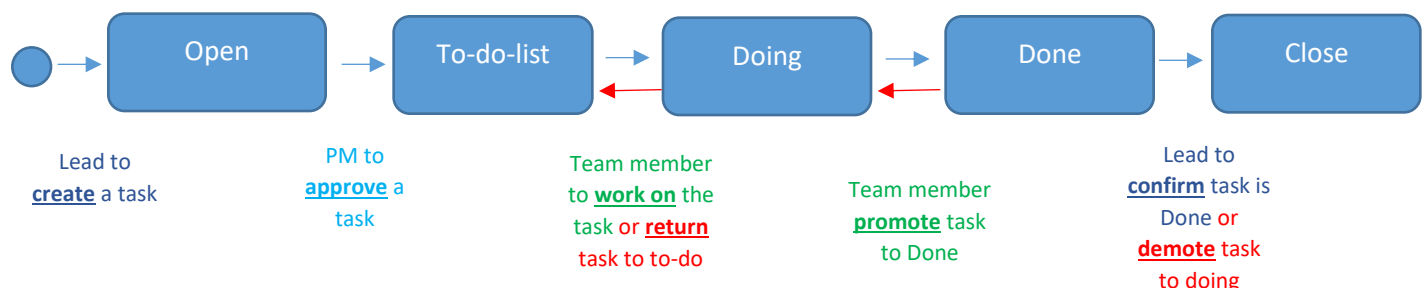 Open
To-do-list
Doing
Done
Close
Lead to
create a task
PM to
approve a
task
Team member
to work on the
task or return
task to to-do
Team member
promote task
to Done
Lead to
confirm task is
Done or
demote task
to doing